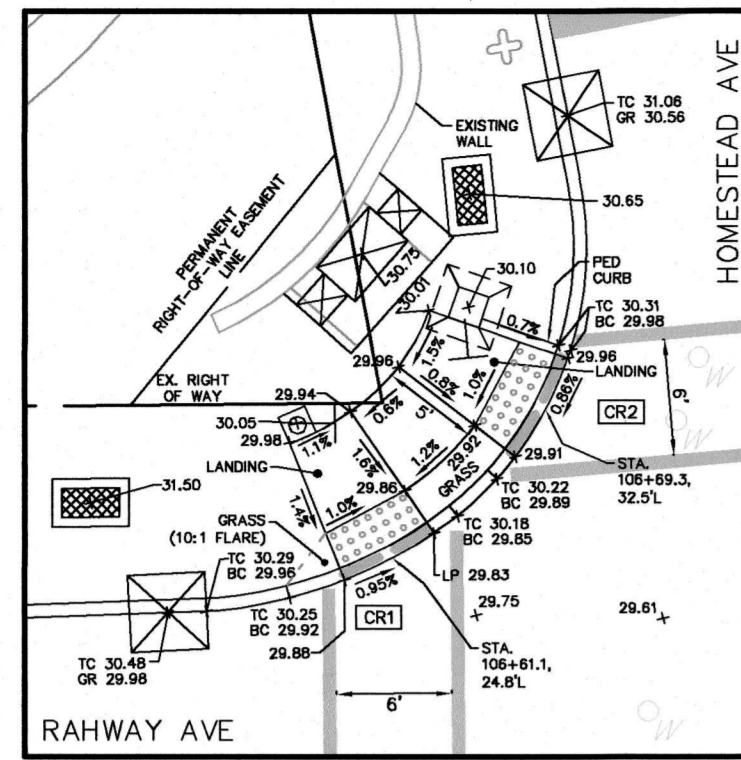 HOMESTEAD AVE
TC 31.06
GR 30.56
EXISTING
WALL
30.65
PERMANENT
RIGHT-OF-WAY EASEMENT
LINE
30.75
30.01
30.10
PED
CURB
TC 30.31
BC 29.98
0.7%
1.5%
29.96
29.96
LANDING
0.8%
1.0%
0.86%
6'
CR2
EX. RIGHT
OF WAY
29.94
0.6%
5'
30.05
29.98
1.1%
1.6%
1.2%
29.92
GRASS
29.91
STA.
106+69.3,
32.5'L
LANDING
29.86
TC 30.22
BC 29.89
31.50
1.4%
1.0%
GRASS
(10:1 FLARE)
TC 30.18
BC 29.85
TC 30.29
BC 29.96
LP 29.83
0.95%
29.75
29.61
TC 30.25
BC 29.92
CR1
29.88
STA.
106+61.1,
24.8'L
TC 30.48
GR 29.98
6'
W
W
W
RAHWAY AVE